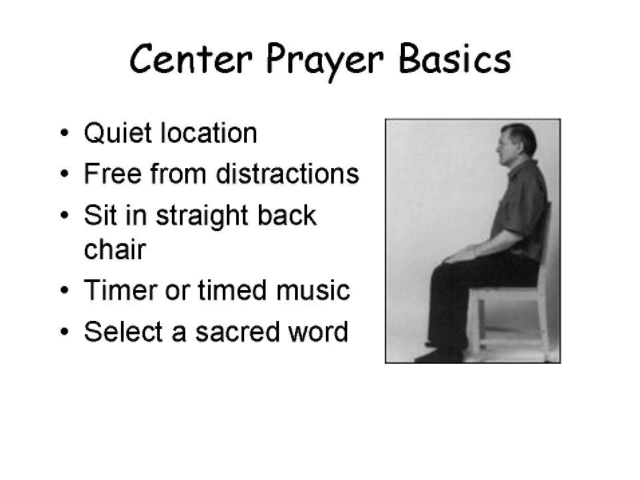 Center Prayer Basics
• Quiet location
• Free from distractions
• Sit in straight back
chair
• Timer or timed music
• Select a sacred word